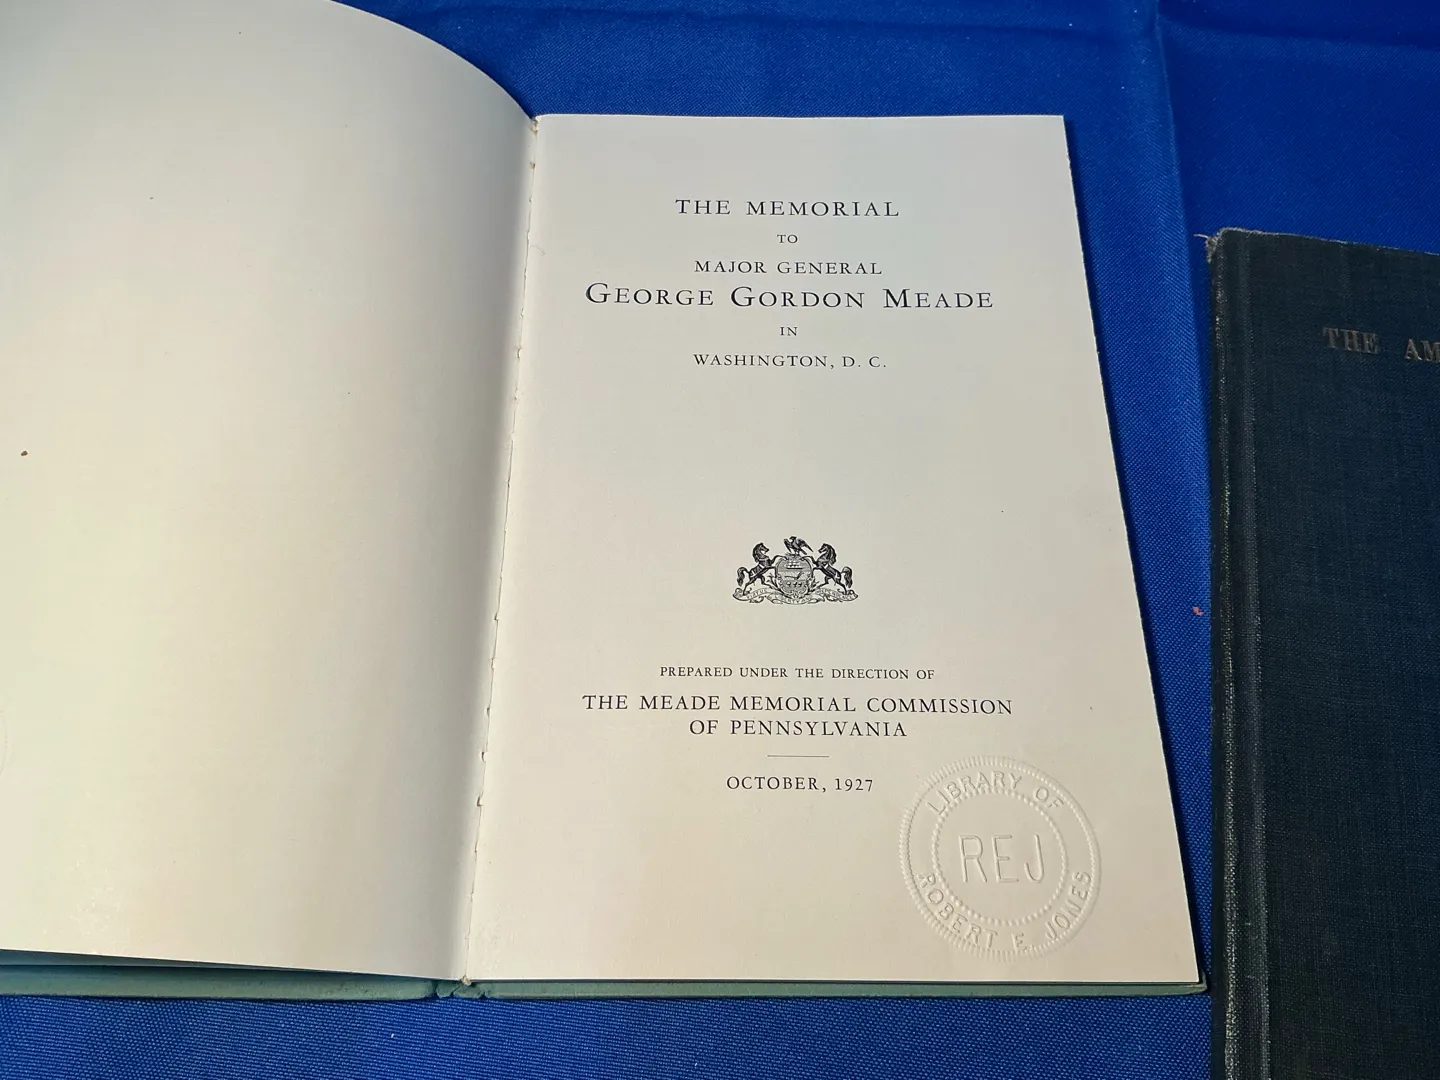 THE MEMORIAL
TO
MAJOR GENERAL
GEORGE GORDON MEADE
IN
WASHINGTON, D. C.
PREPARED UNDER THE DIRECTION OF
THE MEADE MEMORIAL COMMISSION
OF PENNSYLVANIA
OCTOBER, 1927
LIBRARY OF
REJ
ROBERT E. JONES
THE AM